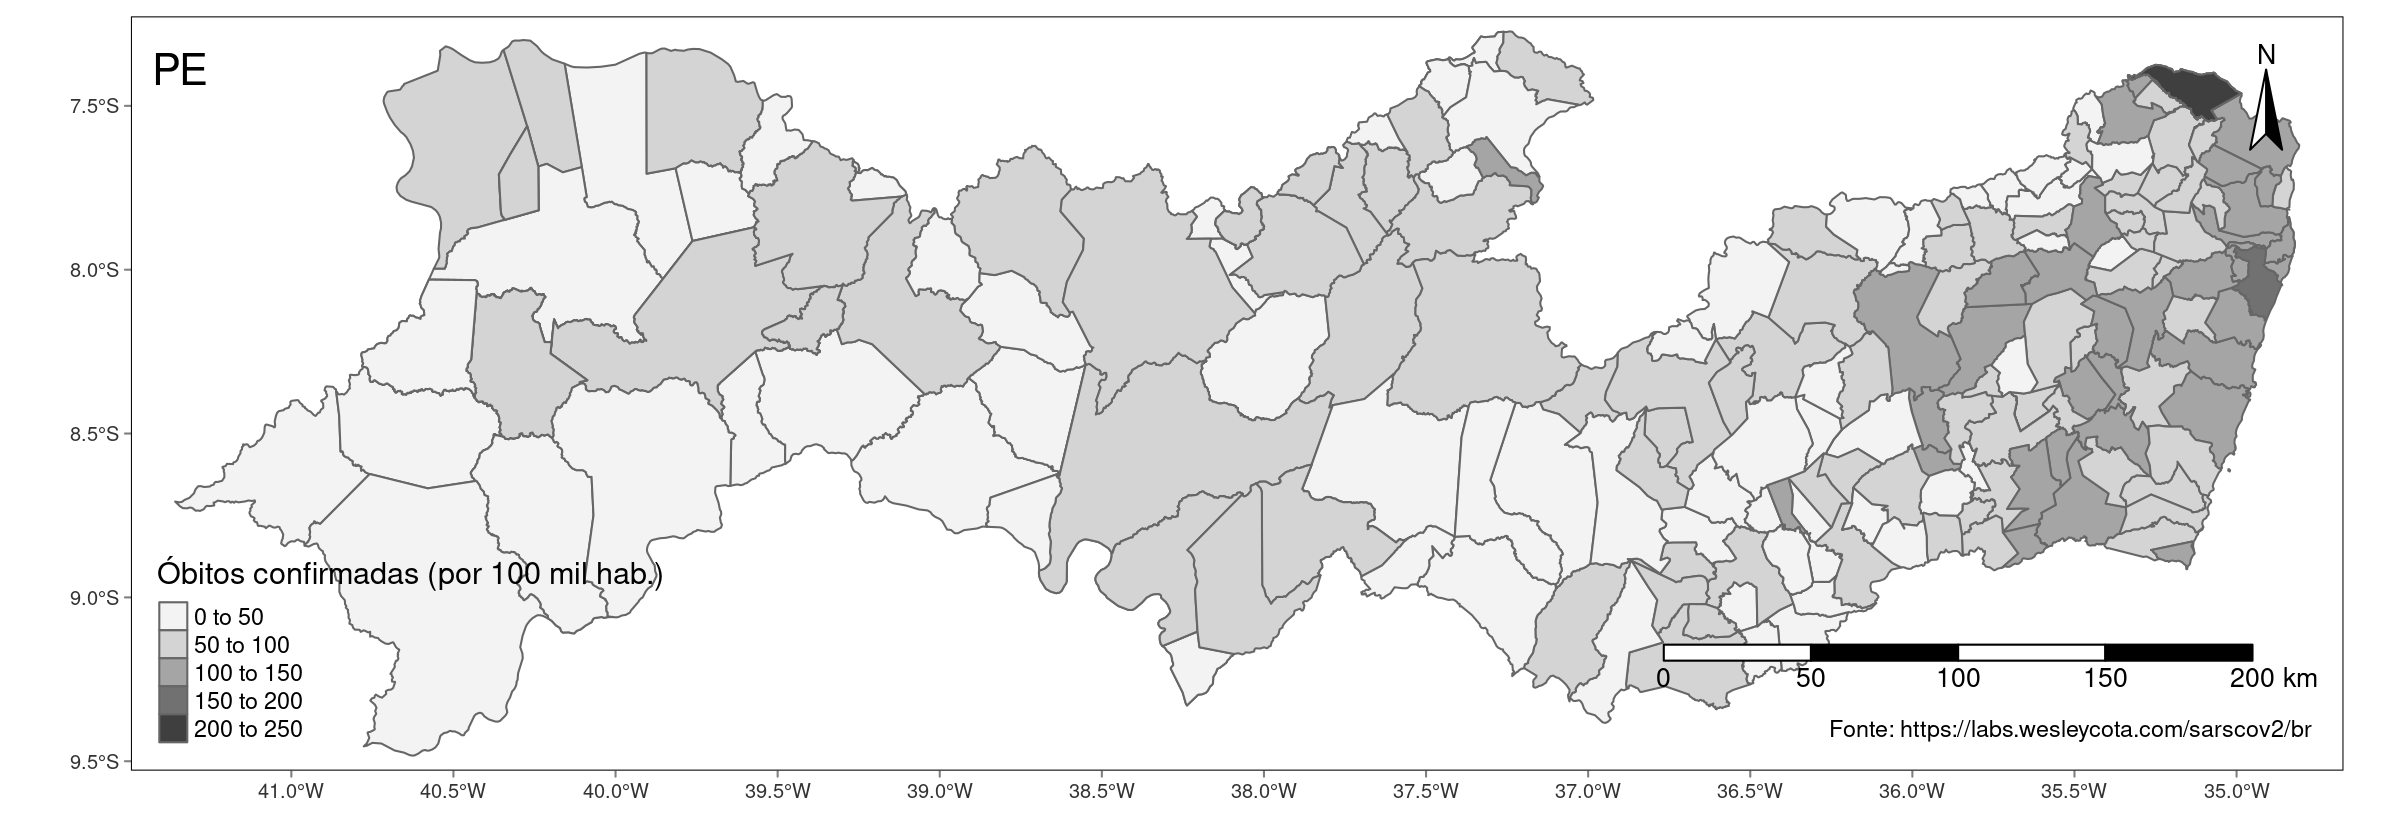 PE
N
7.5°S
8.0°S
8.5°S
9.0°S
9.5°S
Óbitos confirmadas (por 100 mil hab.)
0 to 50
50 to 100
100 to 150
150 to 200
200 to 250
0 50 100 150 200 km
Fonte: https://labs.wesleycota.com/sarscov2/br
41.0°W 40.5°W 40.0°W 39.5°W 39.0°W 38.5°W 38.0°W 37.5°W 37.0°W 36.5°W 36.0°W 35.5°W 35.0°W